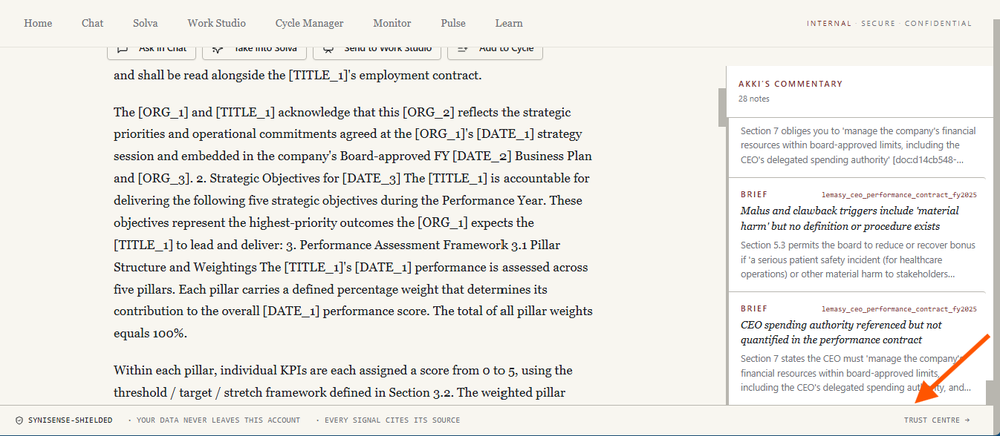 Home Chat Solva Work Studio Cycle Manager Monitor Pulse Learn INTERNAL · SECURE · CONFIDENTIAL
Ask in Chat Take into Solva Send to Work Studio Add to Cycle
and shall be read alongside the [TITLE_1]'s employment contract.
The [ORG_1] and [TITLE_1] acknowledge that this [ORG_2] reflects the strategic
priorities and operational commitments agreed at the [ORG_1]'s [DATE_1] strategy
session and embedded in the company's Board-approved FY [DATE_2] Business Plan
and [ORG_3]. 2. Strategic Objectives for [DATE_3] The [TITLE_1] is accountable for
delivering the following five strategic objectives during the Performance Year. These
objectives represent the highest-priority outcomes the [ORG_1] expects the
[TITLE_1] to lead and deliver: 3. Performance Assessment Framework 3.1 Pillar
Structure and Weightings The [TITLE_1]'s [DATE_1] performance is assessed across
five pillars. Each pillar carries a defined percentage weight that determines its
contribution to the overall [DATE_1] performance score. The total of all pillar weights
equals 100%.
Within each pillar, individual KPIs are each assigned a score from 0 to 5, using the
threshold / target / stretch framework defined in Section 3.2. The weighted pillar
AKKI'S COMMENTARY
28 notes
Section 7 obliges you to 'manage the company's financial
resources within board-approved limits, including the
CEO's delegated spending authority' [doc:d14cb548-...
BRIEF lemasy_ceo_performance_contract_fy2025
Malus and clawback triggers include 'material
harm' but no definition or procedure exists
Section 5.3 permits the board to reduce or recover bonus
if 'a serious patient safety incident (for healthcare
operations) or other material harm to stakeholders...
BRIEF lemasy_ceo_performance_contract_fy2025
CEO spending authority referenced but not
quantified in the performance contract
Section 7 states the CEO must 'manage the company's
financial resources within board-approved limits,
including the CEO's delegated spending authority, and...
SYNISENSE-SHIELDED · YOUR DATA NEVER LEAVES THIS ACCOUNT · EVERY SIGNAL CITES ITS SOURCE TRUST CENTRE →